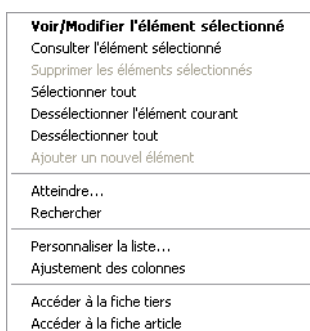 Voir/Modifier l'élément sélectionné
Consulter l'élément sélectionné
Supprimer les éléments sélectionnés
Sélectionner tout
Dessélectionner l'élément courant
Dessélectionner tout
Ajouter un nouvel élément
Atteindre...
Rechercher
Personnaliser la liste...
Ajustement des colonnes
Accéder à la fiche tiers
Accéder à la fiche article